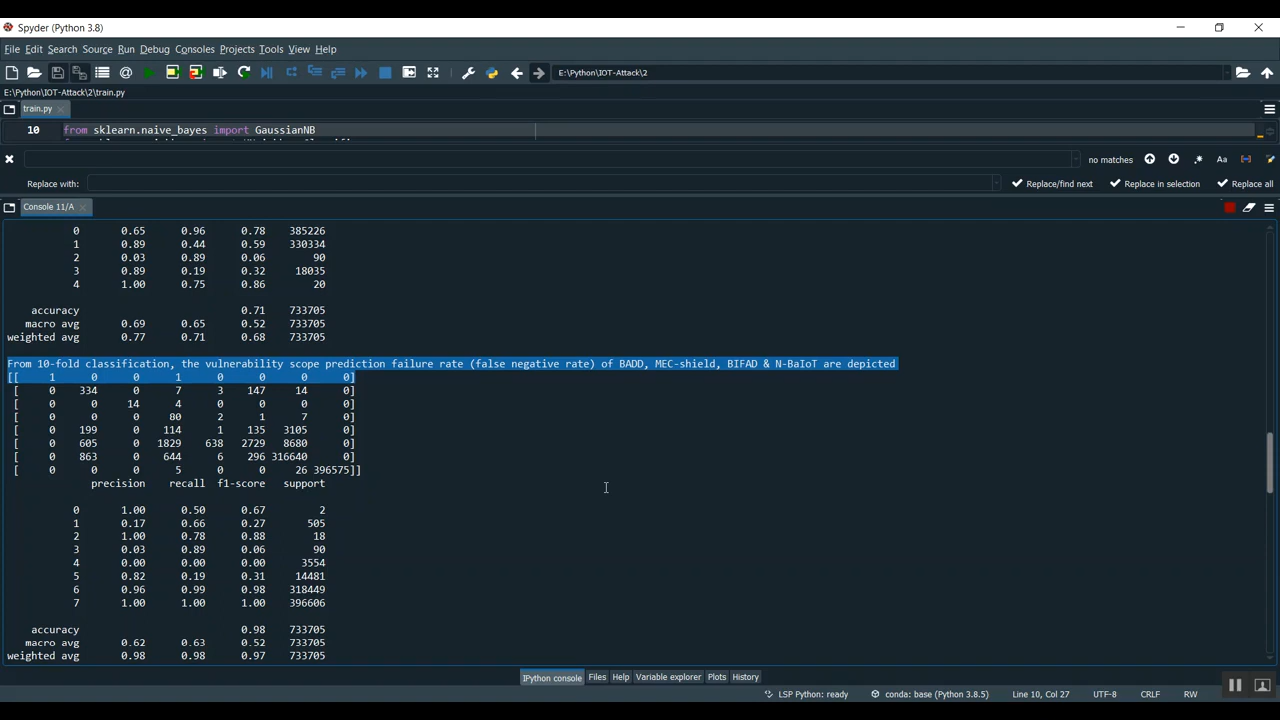 Spyder (Python 3.8)
File Edit Search Source Run Debug Consoles Projects Tools View Help
E:\Python\IOT-Attack\2
E:\Python\IOT-Attack\2\train.py
train.py
10 from sklearn.naive_bayes import GaussianNB
no matches Aa
Replace with: Replace/find next Replace in selection Replace all
Console 11/A
0 0.65 0.96 0.78 385226
1 0.89 0.44 0.59 330334
2 0.03 0.89 0.06 90
3 0.89 0.19 0.32 18035
4 1.00 0.75 0.86 20
accuracy 0.71 733705
macro avg 0.69 0.65 0.52 733705
weighted avg 0.77 0.71 0.68 733705
From 10-fold classification, the vulnerability scope prediction failure rate (false negative rate) of BADD, MEC-shield, BIFAD & N-BaIoT are depicted
[[ 1 0 0 1 0 0 0 0]
[ 0 334 0 7 3 147 14 0]
[ 0 0 14 4 0 0 0 0]
[ 0 0 0 80 2 1 7 0]
[ 0 199 0 114 1 135 3105 0]
[ 0 605 0 1829 638 2729 8680 0]
[ 0 863 0 644 6 296 316640 0]
[ 0 0 0 5 0 0 26 396575]]
precision recall f1-score support
0 1.00 0.50 0.67 2
1 0.17 0.66 0.27 505
2 1.00 0.78 0.88 18
3 0.03 0.89 0.06 90
4 0.00 0.00 0.00 3554
5 0.82 0.19 0.31 14481
6 0.96 0.99 0.98 318449
7 1.00 1.00 1.00 396606
accuracy 0.98 733705
macro avg 0.62 0.63 0.52 733705
weighted avg 0.98 0.98 0.97 733705
IPython console Files Help Variable explorer Plots History
LSP Python: ready conda: base (Python 3.8.5) Line 10, Col 27 UTF-8 CRLF RW